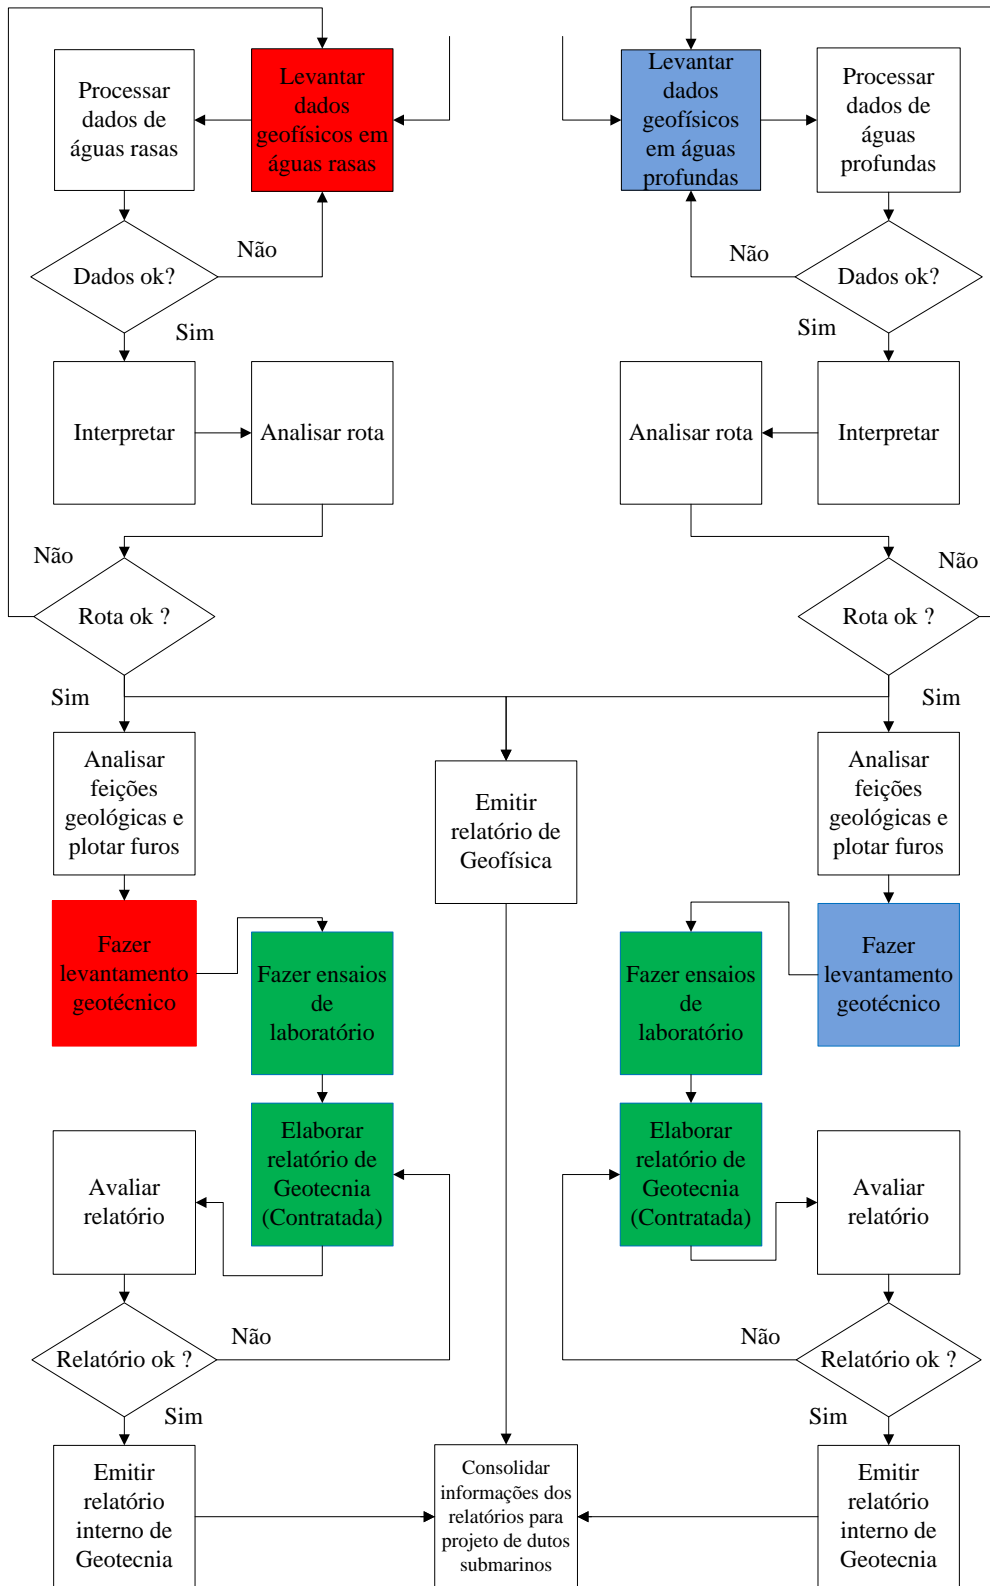 Processar
dados de
águas rasas
Levantar
dados
geofísicos em
águas rasas
Levantar
dados
geofísicos
em águas
profundas
Processar
dados de
águas
profundas
Não
Dados ok?
Sim
Não
Dados ok?
Sim
Interpretar
Analisar rota
Analisar rota
Interpretar
Não
Rota ok ?
Sim
Não
Rota ok ?
Sim
Analisar
feições
geológicas e
plotar furos
Emitir
relatório de
Geofísica
Analisar
feições
geológicas e
plotar furos
Fazer
levantamento
geotécnico
Fazer ensaios
de
laboratório
Fazer ensaios
de
laboratório
Fazer
levantamento
geotécnico
Avaliar
relatório
Elaborar
relatório de
Geotecnia
(Contratada)
Elaborar
relatório de
Geotecnia
(Contratada)
Avaliar
relatório
Não
Relatório ok ?
Sim
Não
Relatório ok ?
Sim
Emitir
relatório
interno de
Geotecnia
Consolidar
informações dos
relatórios para
projeto de dutos
submarinos
Emitir
relatório
interno de
Geotecnia